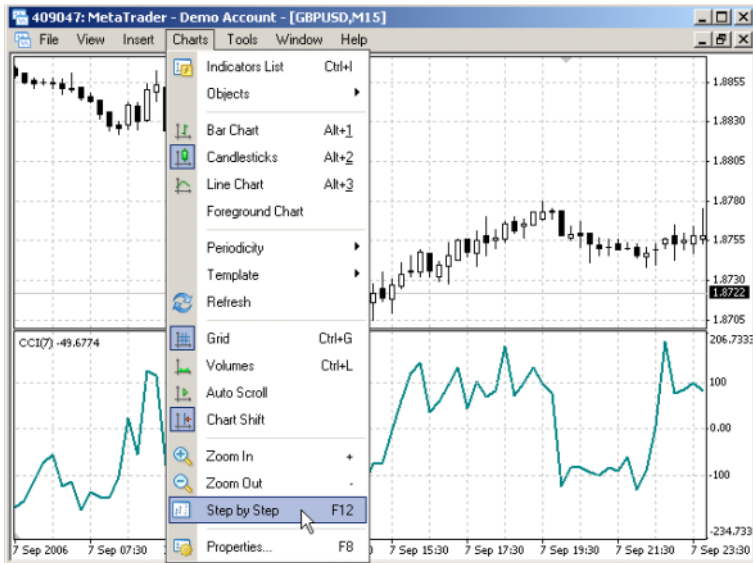 409047: MetaTrader - Demo Account - [GBPUSD,M15]
File View Insert Charts Tools Window Help
Indicators List Ctrl+I
Objects
Bar Chart Alt+1
Candlesticks Alt+2
Line Chart Alt+3
Foreground Chart
Periodicity
Template
Refresh
Grid Ctrl+G
Volumes Ctrl+L
Auto Scroll
Chart Shift
Zoom In +
Zoom Out -
Step by Step F12
Properties... F8
1.8855
1.8830
1.8805
1.8780
1.8755
1.8730
1.8722
1.8705
CCI(7) -49.6774
206.7333
100
0.00
-100
-234.733
7 Sep 2006 7 Sep 07:30 7 Sep 15:30 7 Sep 17:30 7 Sep 19:30 7 Sep 21:30 7 Sep 23:30